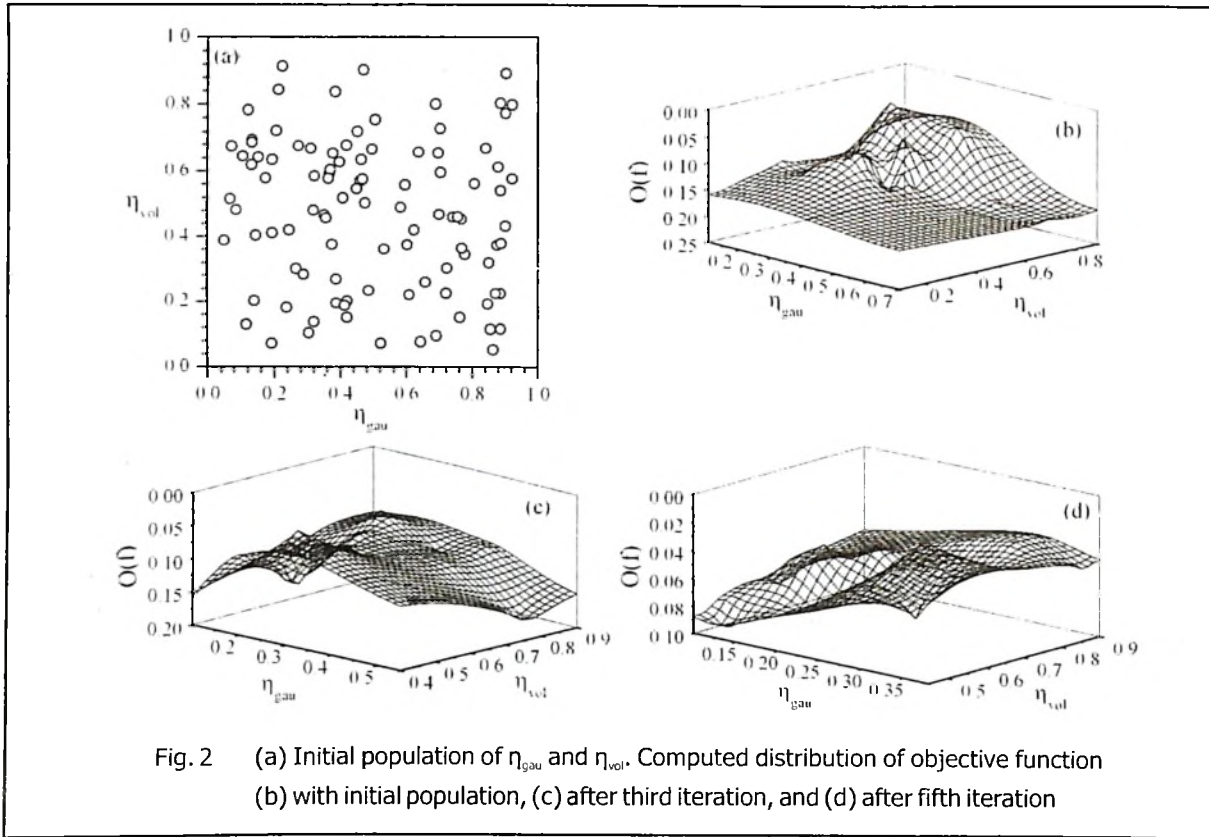 (a)
1.0
0.8
0.6
η_vol
0.4
0.2
0.0
0.0 0.2 0.4 0.6 0.8 1.0
η_gau
(b)
0.00
0.05
0.10
0.15
0.20
0.25
O(f)
0.2 0.3 0.4 0.5 0.6 0.7
η_gau
0.2 0.4 0.6 0.8
η_vol
(c)
0.00
0.05
0.10
0.15
0.20
O(f)
0.2 0.3 0.4 0.5
η_gau
0.4 0.5 0.6 0.7 0.8 0.9
η_vol
(d)
0.00
0.02
0.04
0.06
0.08
0.10
O(f)
0.15 0.20 0.25 0.30 0.35
η_gau
0.5 0.6 0.7 0.8 0.9
η_vol
Fig. 2 (a) Initial population of η_gau and η_vol. Computed distribution of objective function
(b) with initial population, (c) after third iteration, and (d) after fifth iteration